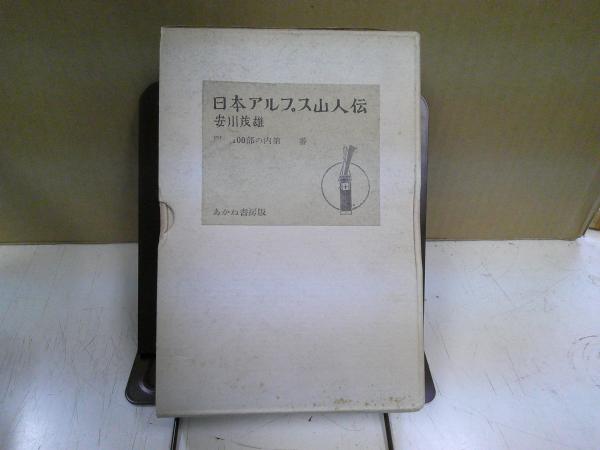 日本アルプス山人伝
安川茂雄
00部の内第 番
あかね書房版